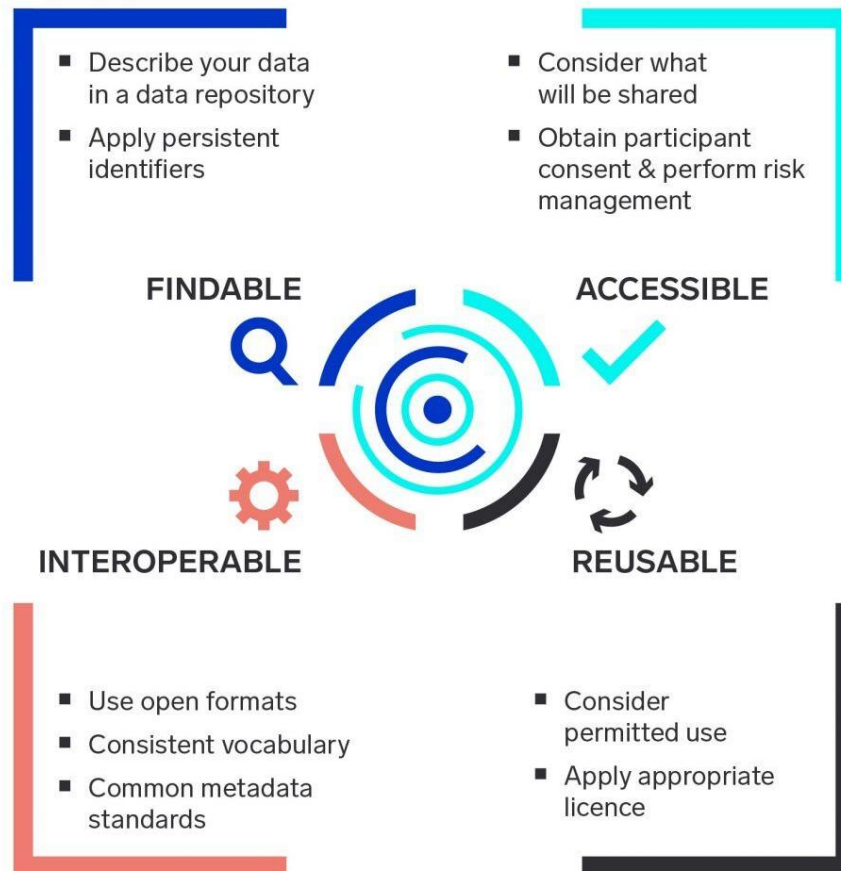 ■ Describe your data
in a data repository
■ Apply persistent
identifiers
■ Consider what
will be shared
■ Obtain participant
consent & perform risk
management
FINDABLE
ACCESSIBLE
INTEROPERABLE
REUSABLE
■ Use open formats
■ Consistent vocabulary
■ Common metadata
standards
■ Consider
permitted use
■ Apply appropriate
licence